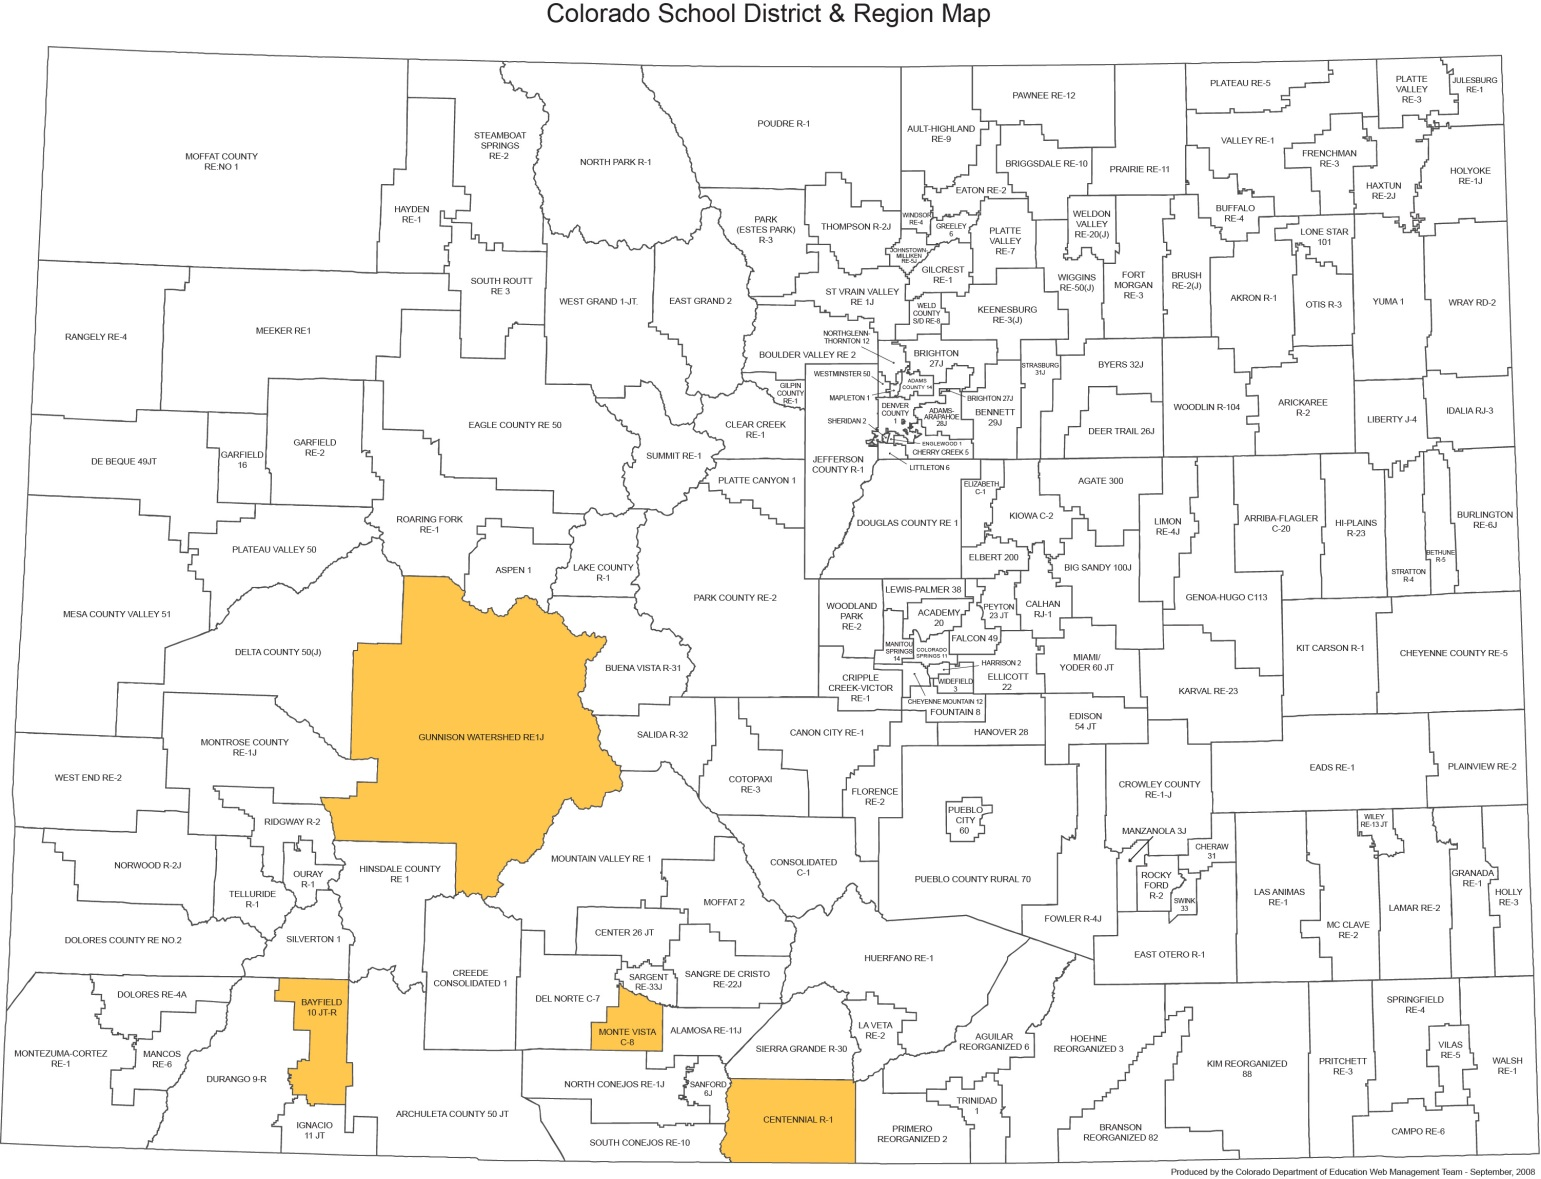 Colorado School District & Region Map
PLATEAU RE-5
PLATTE
VALLEY
RE-3
JULESBURG
RE-1
PAWNEE RE-12
POUDRE R-1
AULT-HIGHLAND
RE-9
STEAMBOAT
SPRINGS
RE-2
MOFFAT COUNTY
RE:NO 1
NORTH PARK R-1
BRIGGSDALE RE-10
PRAIRIE RE-11
VALLEY RE-1
FRENCHMAN
RE-3
HOLYOKE
RE-1J
HAXTUN
RE-2J
EATON RE-2
HAYDEN
RE-1
PARK
(ESTES PARK)
R-3
THOMPSON R-2J
WINDSOR
RE-4
GREELEY
6
PLATTE
VALLEY
RE-7
WELDON
VALLEY
RE-20(J)
BUFFALO
RE-4
LONE STAR
101
JOHNSTOWN-
MILLIKEN
RE-5J
GILCREST
RE-1
SOUTH ROUTT
RE 3
WEST GRAND 1-JT.
EAST GRAND 2
ST VRAIN VALLEY
RE 1J
WIGGINS
RE-50(J)
FORT
MORGAN
RE-3
BRUSH
RE-2(J)
AKRON R-1
OTIS R-3
YUMA 1
WRAY RD-2
WELD
COUNTY
S/D RE-8
KEENESBURG
RE-3(J)
RANGELY RE-4
MEEKER RE1
NORTHGLENN-
THORNTON 12
BOULDER VALLEY RE 2
BRIGHTON
27J
STRASBURG
31J
BYERS 32J
WESTMINSTER 50
ADAMS
COUNTY 14
GILPIN
COUNTY
RE-1
MAPLETON 1
BRIGHTON 27J
DENVER
COUNTY
1
ADAMS-
ARAPAHOE
28J
BENNETT
29J
WOODLIN R-104
ARICKAREE
R-2
LIBERTY J-4
IDALIA RJ-3
EAGLE COUNTY RE 50
CLEAR CREEK
RE-1
SHERIDAN 2
DEER TRAIL 26J
ENGLEWOOD 1
CHERRY CREEK 5
LITTLETON 6
GARFIELD
RE-2
GARFIELD
16
DE BEQUE 49JT
SUMMIT RE-1
JEFFERSON
COUNTY R-1
PLATTE CANYON 1
ELIZABETH
C-1
AGATE 300
KIOWA C-2
ROARING FORK
RE-1
DOUGLAS COUNTY RE 1
LIMON
RE-4J
ARRIBA-FLAGLER
C-20
HI-PLAINS
R-23
BURLINGTON
RE-6J
PLATEAU VALLEY 50
ELBERT 200
BIG SANDY 100J
STRATTON
R-4
BETHUNE
R-5
ASPEN 1
LAKE COUNTY
R-1
MESA COUNTY VALLEY 51
PARK COUNTY RE-2
WOODLAND
PARK
RE-2
LEWIS-PALMER 38
ACADEMY
20
PEYTON
23 JT
CALHAN
RJ-1
GENOA-HUGO C113
DELTA COUNTY 50(J)
MANITOU
SPRINGS
14
COLORADO
SPRINGS 11
FALCON 49
MIAMI/
YODER 60 JT
KIT CARSON R-1
CHEYENNE COUNTY RE-5
BUENA VISTA R-31
CRIPPLE
CREEK-VICTOR
RE-1
HARRISON 2
WIDEFIELD
3
ELLICOTT
22
KARVAL RE-23
CHEYENNE MOUNTAIN 12
FOUNTAIN 8
EDISON
54 JT
MONTROSE COUNTY
RE-1J
GUNNISON WATERSHED RE1J
SALIDA R-32
CANON CITY RE-1
HANOVER 28
WEST END RE-2
COTOPAXI
RE-3
FLORENCE
RE-2
CROWLEY COUNTY
RE-1-J
EADS RE-1
PLAINVIEW RE-2
RIDGWAY R-2
PUEBLO
CITY
60
MANZANOLA 3J
WILEY
RE-13 JT
NORWOOD R-2J
OURAY
R-1
HINSDALE COUNTY
RE 1
MOUNTAIN VALLEY RE 1
CONSOLIDATED
C-1
PUEBLO COUNTY RURAL 70
CHERAW
31
TELLURIDE
R-1
ROCKY
FORD
R-2
SWINK
33
LAS ANIMAS
RE-1
GRANADA
RE-1
HOLLY
RE-3
MOFFAT 2
FOWLER R-4J
MC CLAVE
RE-2
LAMAR RE-2
DOLORES COUNTY RE NO.2
SILVERTON 1
CENTER 26 JT
EAST OTERO R-1
HUERFANO RE-1
CREEDE
CONSOLIDATED 1
SARGENT
RE-33J
SANGRE DE CRISTO
RE-22J
DOLORES RE-4A
BAYFIELD
10 JT-R
DEL NORTE C-7
MONTE VISTA
C-8
ALAMOSA RE-11J
SIERRA GRANDE R-30
LA VETA
RE-2
AGUILAR
REORGANIZED 6
HOEHNE
REORGANIZED 3
SPRINGFIELD
RE-4
MONTEZUMA-CORTEZ
RE-1
MANCOS
RE-6
DURANGO 9-R
NORTH CONEJOS RE-1J
SANFORD
6J
KIM REORGANIZED
88
PRITCHETT
RE-3
VILAS
RE-5
WALSH
RE-1
ARCHULETA COUNTY 50 JT
IGNACIO
11 JT
CENTENNIAL R-1
TRINIDAD
1
SOUTH CONEJOS RE-10
PRIMERO
REORGANIZED 2
BRANSON
REORGANIZED 82
CAMPO RE-6
Produced by the Colorado Department of Education Web Management Team - September, 2008